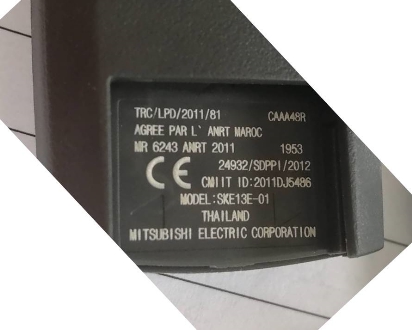 TRC/LPD/2011/81 CAAA48R
AGREE PAR L` ANRT MAROC
MR 6243 ANRT 2011 1953
24932/SDPPI/2012
CE CMIIT ID:2011DJ5486
MODEL:SKE13E-01
THAILAND
MITSUBISHI ELECTRIC CORPORATION